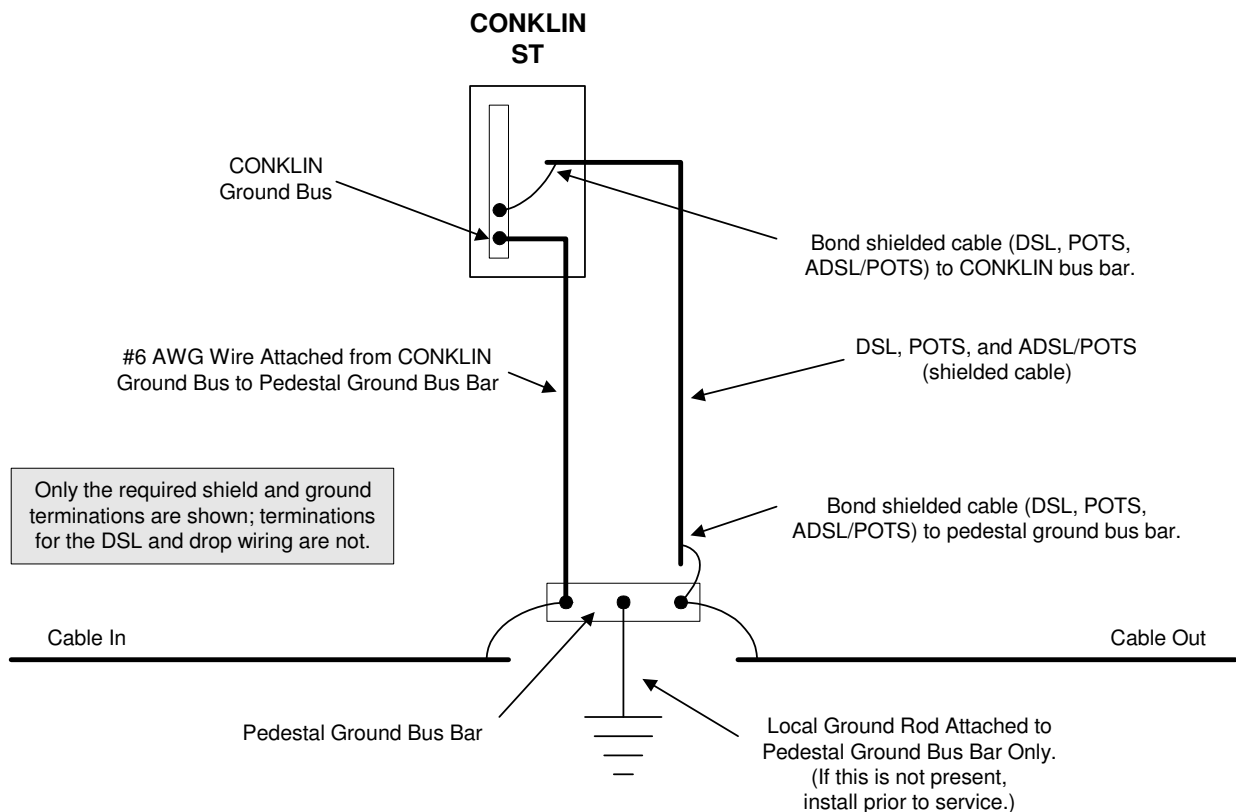 CONKLIN
ST
CONKLIN
Ground Bus
Bond shielded cable (DSL, POTS,
ADSL/POTS) to CONKLIN bus bar.
#6 AWG Wire Attached from CONKLIN
Ground Bus to Pedestal Ground Bus Bar
DSL, POTS, and ADSL/POTS
(shielded cable)
Only the required shield and ground
terminations are shown; terminations
for the DSL and drop wiring are not.
Bond shielded cable (DSL, POTS,
ADSL/POTS) to pedestal ground bus bar.
Cable In
Cable Out
Pedestal Ground Bus Bar
Local Ground Rod Attached to
Pedestal Ground Bus Bar Only.
(If this is not present,
install prior to service.)